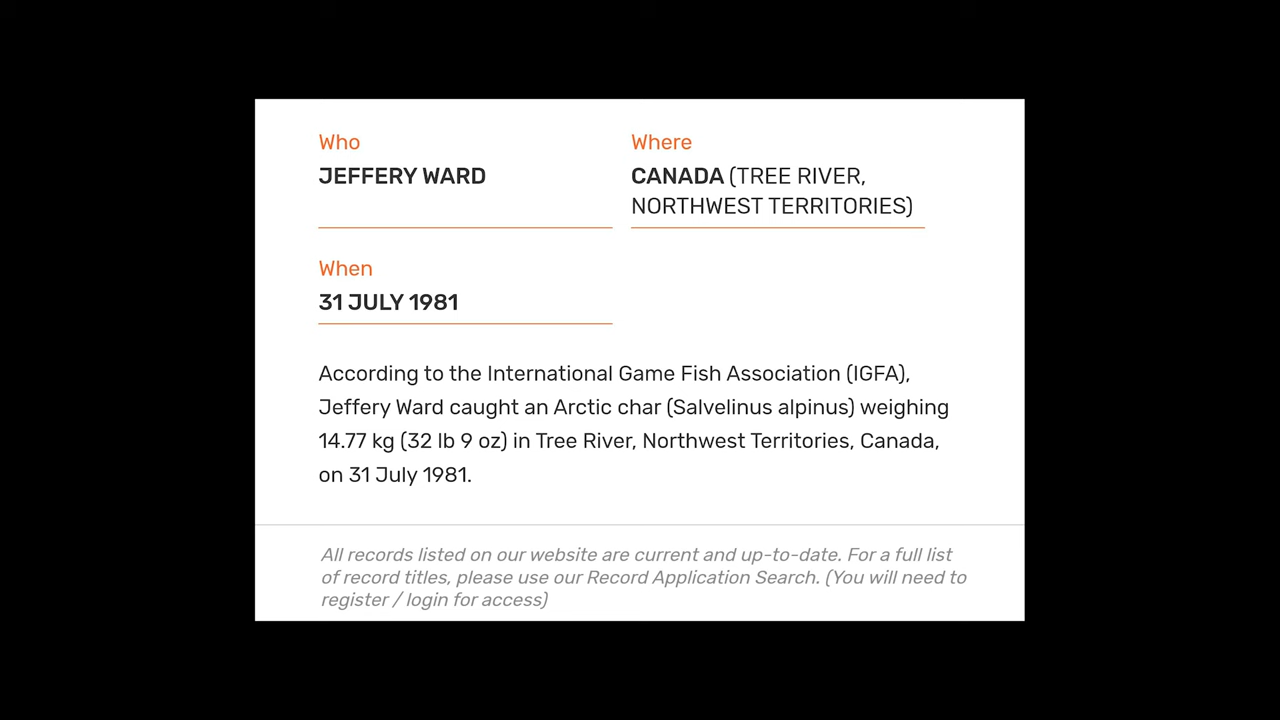 Who
JEFFERY WARD
Where
CANADA (TREE RIVER,
NORTHWEST TERRITORIES)
When
31 JULY 1981
According to the International Game Fish Association (IGFA),
Jeffery Ward caught an Arctic char (Salvelinus alpinus) weighing
14.77 kg (32 lb 9 oz) in Tree River, Northwest Territories, Canada,
on 31 July 1981.
All records listed on our website are current and up-to-date. For a full list
of record titles, please use our Record Application Search. (You will need to
register / login for access)